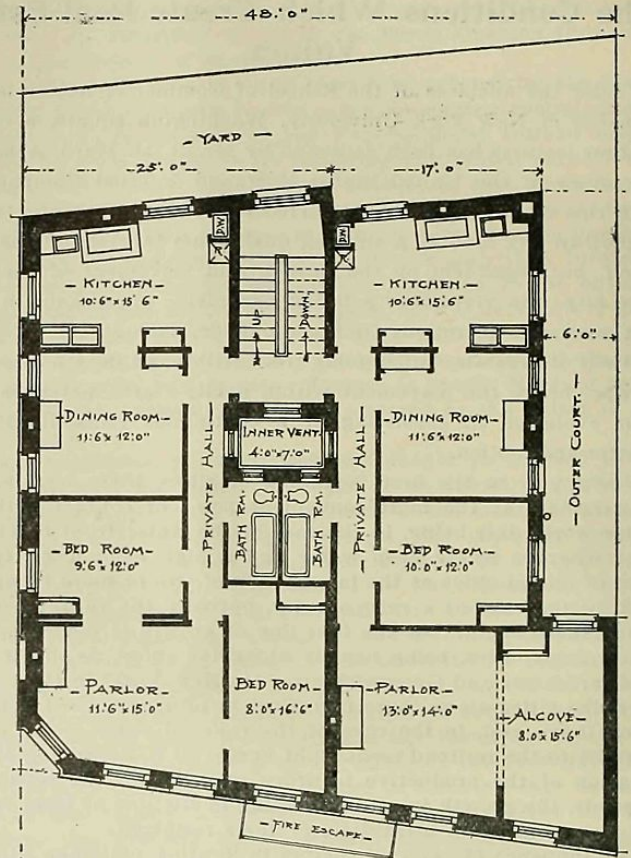 48'. 0"
- YARD -
25'. 0"
17'. 0"
DW
R
DW
R
- KITCHEN -
10'.6" x 15'6"
UP
DOWN
- KITCHEN -
10'6" x 15'.6"
6'. 0"
- DINING ROOM -
11'6" x 12'.0"
- PRIVATE HALL -
INNER VENT.
4'.0" x 7'.0"
- PRIVATE HALL -
- DINING ROOM -
11'.6" x 12'.0"
- OUTER COURT. -
BATH RM.
BATH RM.
- BED ROOM -
9'6" x 12'.0"
- BED ROOM -
10'.0" x 12'.0"
- PARLOR -
11'.6" x 15'.0"
BED ROOM -
8'.0" x 16'.6"
- PARLOR -
13'.0" x 14'.0"
- ALCOVE -
8'.0" x 15'.6"
- FIRE ESCAPE -